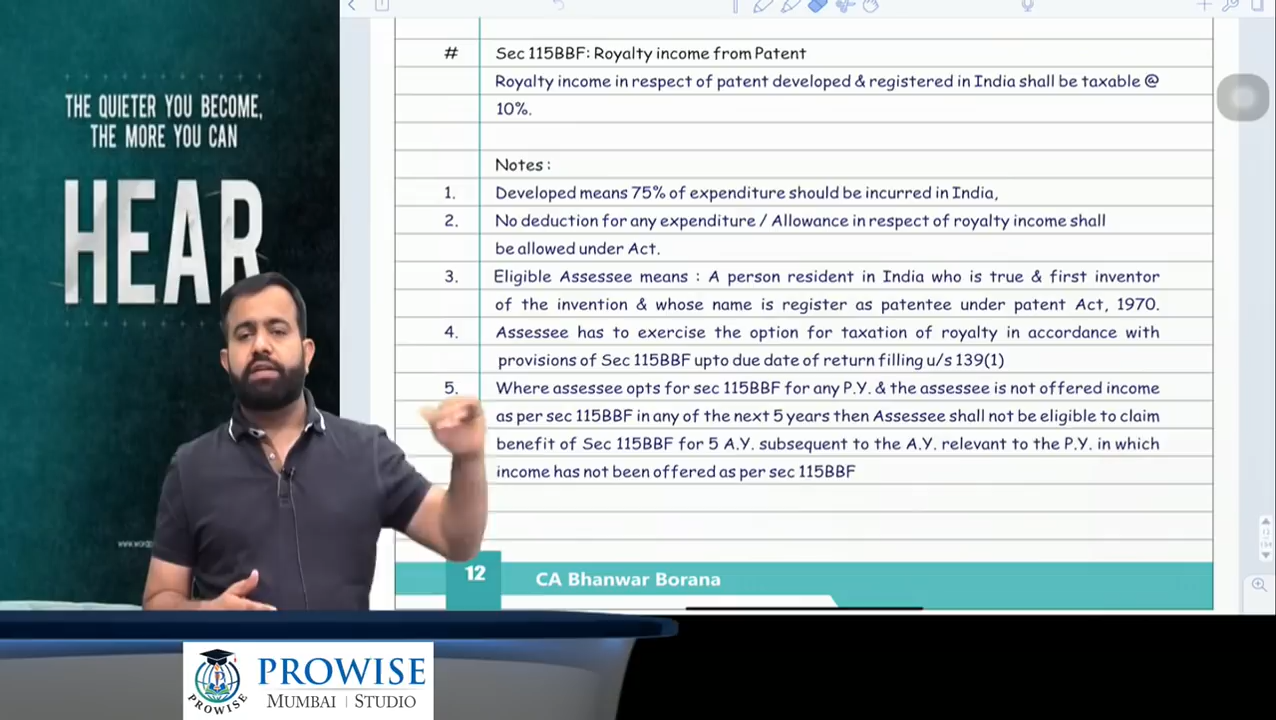 THE QUIETER YOU BECOME,
THE MORE YOU CAN
HEAR
# Sec 115BBF: Royalty income from Patent
Royalty income in respect of patent developed & registered in India shall be taxable @
10%.
Notes :
1. Developed means 75% of expenditure should be incurred in India,
2. No deduction for any expenditure / Allowance in respect of royalty income shall
be allowed under Act.
3. Eligible Assessee means : A person resident in India who is true & first inventor
of the invention & whose name is register as patentee under patent Act, 1970.
4. Assessee has to exercise the option for taxation of royalty in accordance with
provisions of Sec 115BBF upto due date of return filling u/s 139(1)
5. Where assessee opts for sec 115BBF for any P.Y. & the assessee is not offered income
as per sec 115BBF in any of the next 5 years then Assessee shall not be eligible to claim
benefit of Sec 115BBF for 5 A.Y. subsequent to the A.Y. relevant to the P.Y. in which
income has not been offered as per sec 115BBF
12 CA Bhanwar Borana
PROWISE
PROWISE
MUMBAI | STUDIO